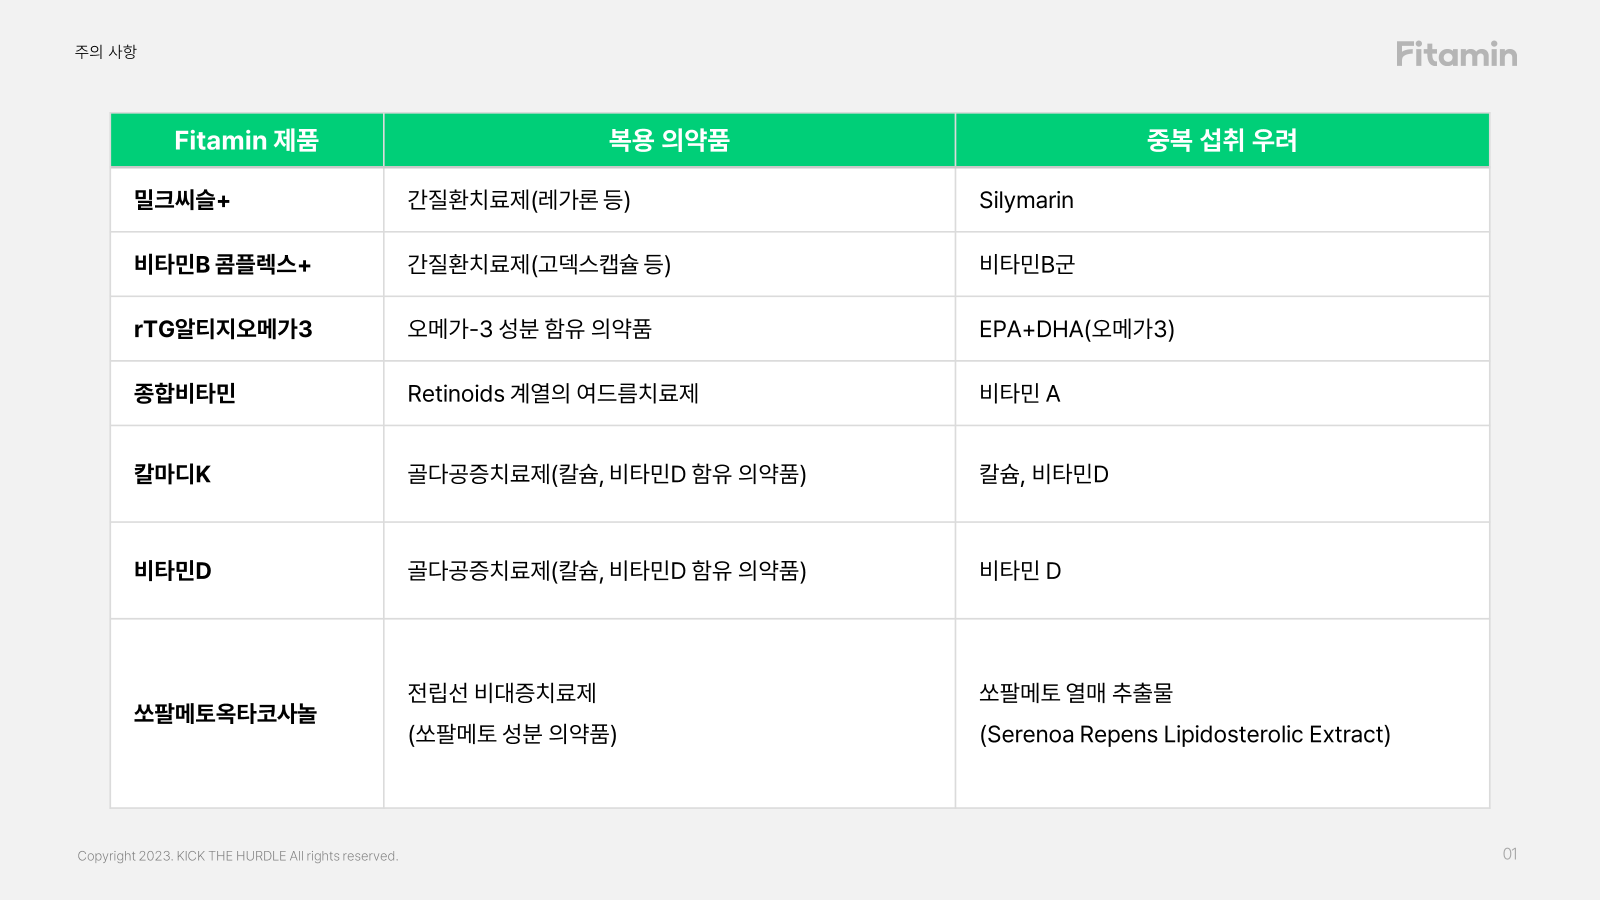 주의 사항
Fitamin
Fitamin 제품 복용 의약품 중복 섭취 우려
밀크씨슬+ 간질환치료제(레가론 등) Silymarin
비타민B 콤플렉스+ 간질환치료제(고덱스캡슐 등) 비타민B군
rTG알티지오메가3 오메가-3 성분 함유 의약품 EPA+DHA(오메가3)
종합비타민 Retinoids 계열의 여드름치료제 비타민 A
칼마디K 골다공증치료제(칼슘, 비타민D 함유 의약품) 칼슘, 비타민D
비타민D 골다공증치료제(칼슘, 비타민D 함유 의약품) 비타민 D
쏘팔메토옥타코사놀
전립선 비대증치료제
(쏘팔메토 성분 의약품)
쏘팔메토 열매 추출물
(Serenoa Repens Lipidosterolic Extract)
Copyright 2023. KICK THE HURDLE All rights reserved.
01